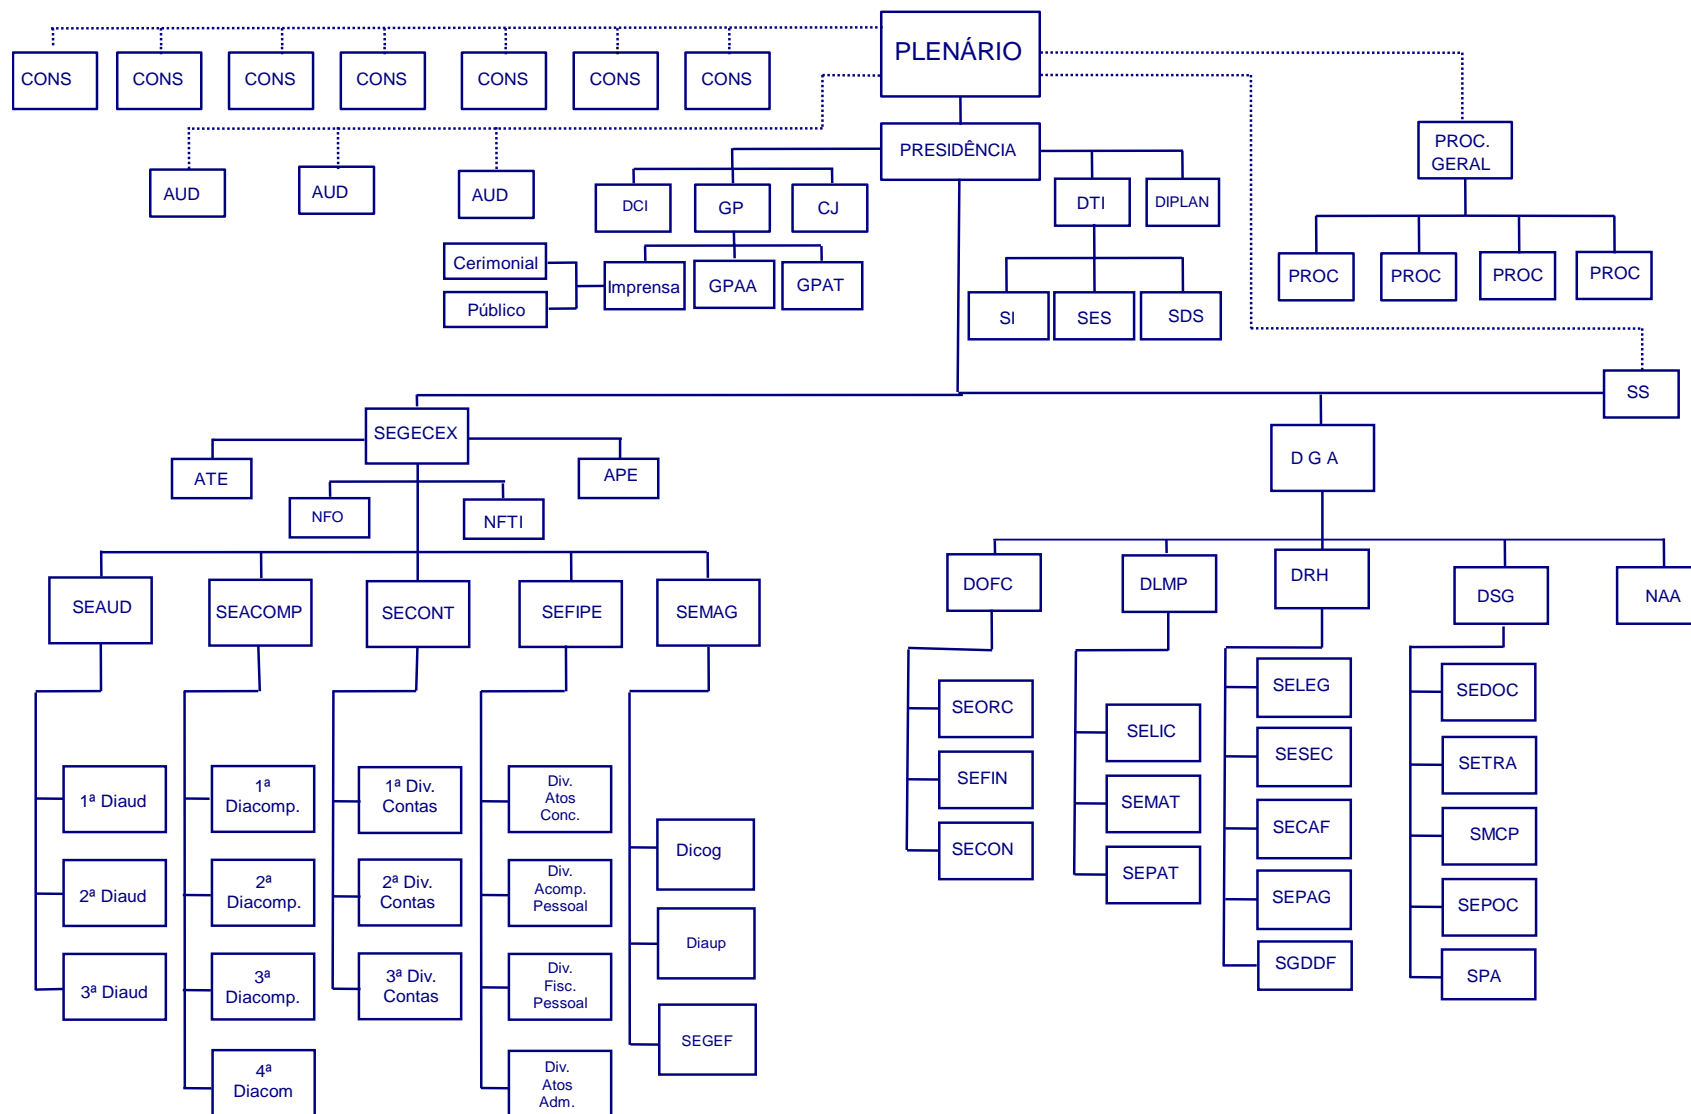 PLENÁRIO
CONS
CONS
CONS
CONS
CONS
CONS
CONS
PRESIDÊNCIA
PROC.
GERAL
AUD
AUD
AUD
DCI
GP
CJ
DTI
DIPLAN
Cerimonial
Público
Imprensa
GPAA
GPAT
SI
SES
SDS
PROC
PROC
PROC
PROC
SS
SEGECEX
D G A
ATE
APE
NFO
NFTI
SEAUD
SEACOMP
SECONT
SEFIPE
SEMAG
DOFC
DLMP
DRH
DSG
NAA
1ª Diaud
2ª Diaud
3ª Diaud
1ª
Diacomp.
2ª
Diacomp.
3ª
Diacomp.
4ª
Diacom
1ª Div.
Contas
2ª Div.
Contas
3ª Div.
Contas
Div.
Atos
Conc.
Div.
Acomp.
Pessoal
Div.
Fisc.
Pessoal
Div.
Atos
Adm.
Dicog
Diaup
SEGEF
SEORC
SEFIN
SECON
SELIC
SEMAT
SEPAT
SELEG
SESEC
SECAF
SEPAG
SGDDF
SEDOC
SETRA
SMCP
SEPOC
SPA